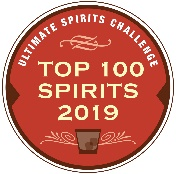 ULTIMATE SPIRITS CHALLENGE
TOP 100
SPIRITS
2019